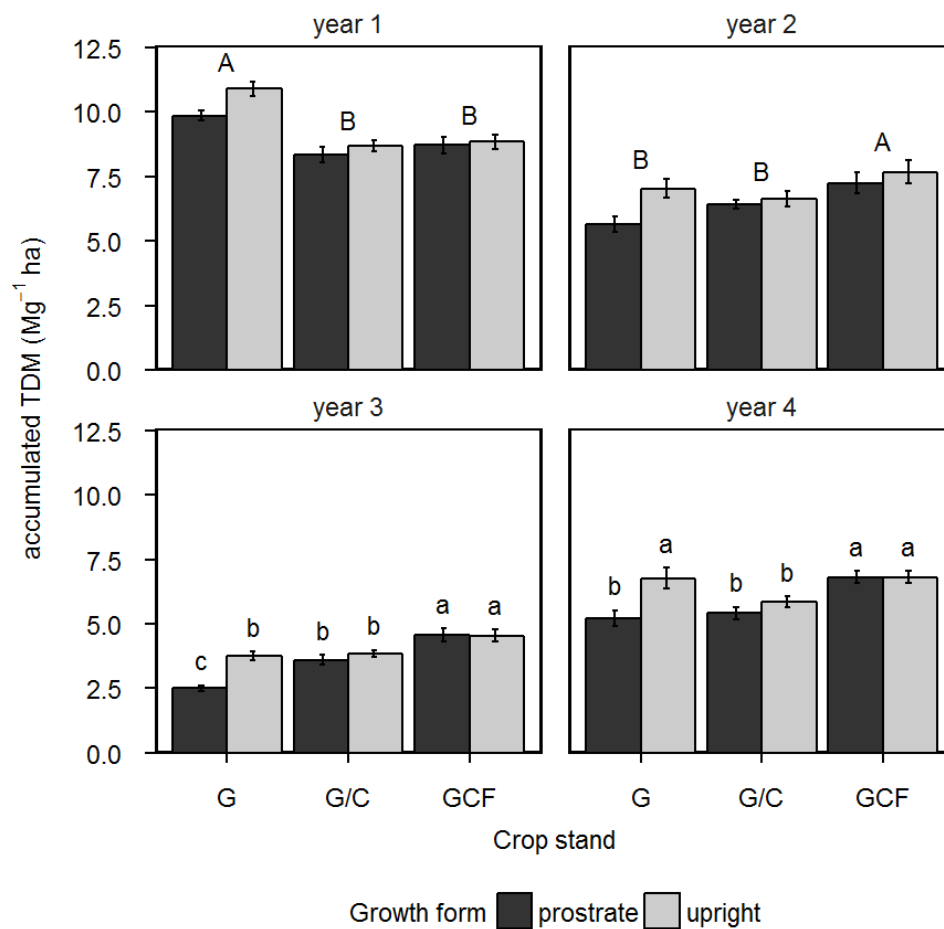 year 1 year 2
12.5
10.0
7.5
5.0
2.5
0.0
A B B
B B A
accumulated TDM (Mg⁻¹ ha)
year 3 year 4
12.5
10.0
7.5
5.0
2.5
0.0
c b b b a a
b a b b a a
G G/C GCF G G/C GCF
Crop stand
Growth form prostrate upright